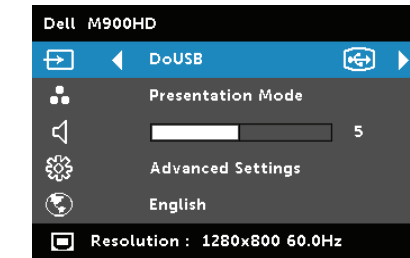 Dell M900HD
DoUSB
Presentation Mode
5
Advanced Settings
English
Resolution : 1280x800 60.0Hz